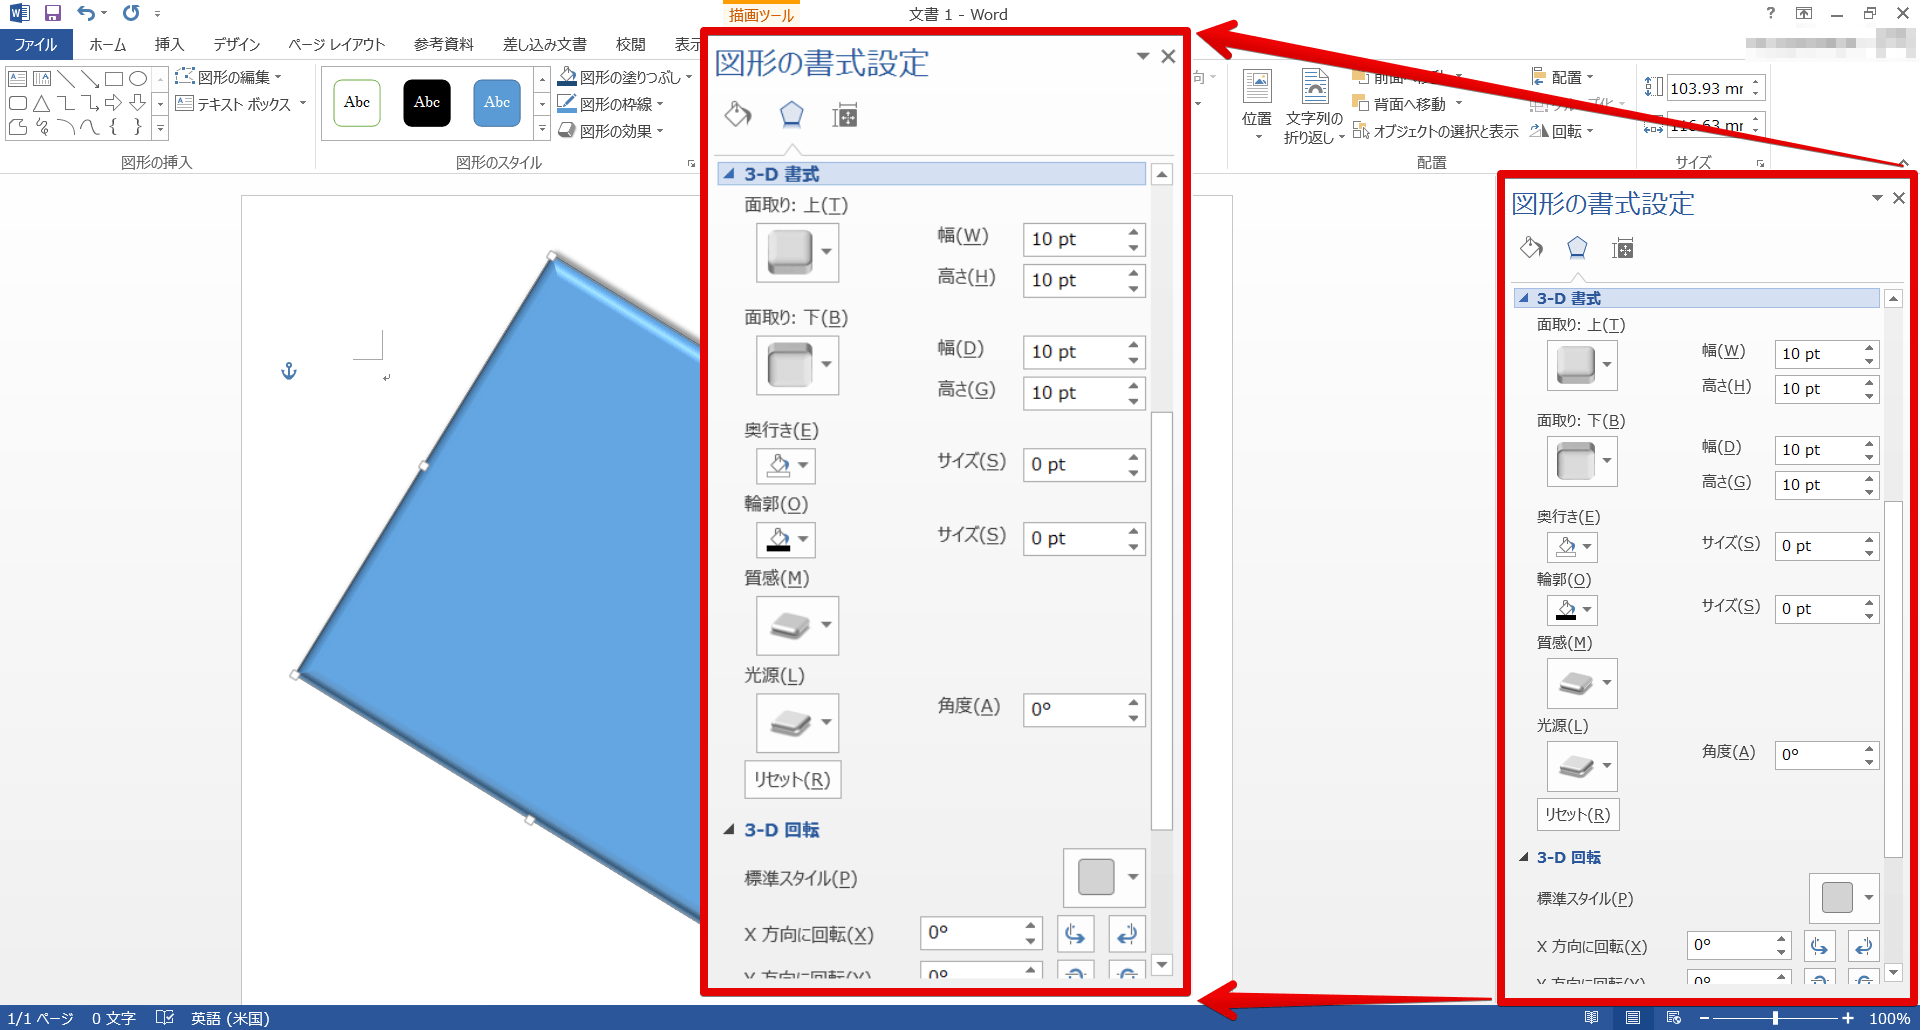 描画ツール
文書 1 - Word
ファイル
ホーム
挿入
デザイン
ページ レイアウト
参考資料
差し込み文書
校閲
図形の編集
テキスト ボックス
図形の挿入
Abc
Abc
Abc
図形の塗りつぶし
図形の枠線
図形の効果
図形のスタイル
位置
文字列の
折り返し
背面へ移動
オブジェクトの選択と表示
配置
回転
配置
103.93 mr
サイズ
図形の書式設定
3-D 書式
面取り: 上(T)
幅(W)
10 pt
高さ(H)
10 pt
面取り: 下(B)
幅(D)
10 pt
高さ(G)
10 pt
奥行き(E)
サイズ(S)
0 pt
輪郭(O)
サイズ(S)
0 pt
質感(M)
光源(L)
角度(A)
0°
リセット(R)
3-D 回転
標準スタイル(P)
X 方向に回転(X)
0°
図形の書式設定
3-D 書式
面取り: 上(T)
幅(W)
10 pt
高さ(H)
10 pt
面取り: 下(B)
幅(D)
10 pt
高さ(G)
10 pt
奥行き(E)
サイズ(S)
0 pt
輪郭(O)
サイズ(S)
0 pt
質感(M)
光源(L)
角度(A)
0°
リセット(R)
3-D 回転
標準スタイル(P)
X 方向に回転(X)
0°
1/1 ページ
0 文字
英語 (米国)
100%